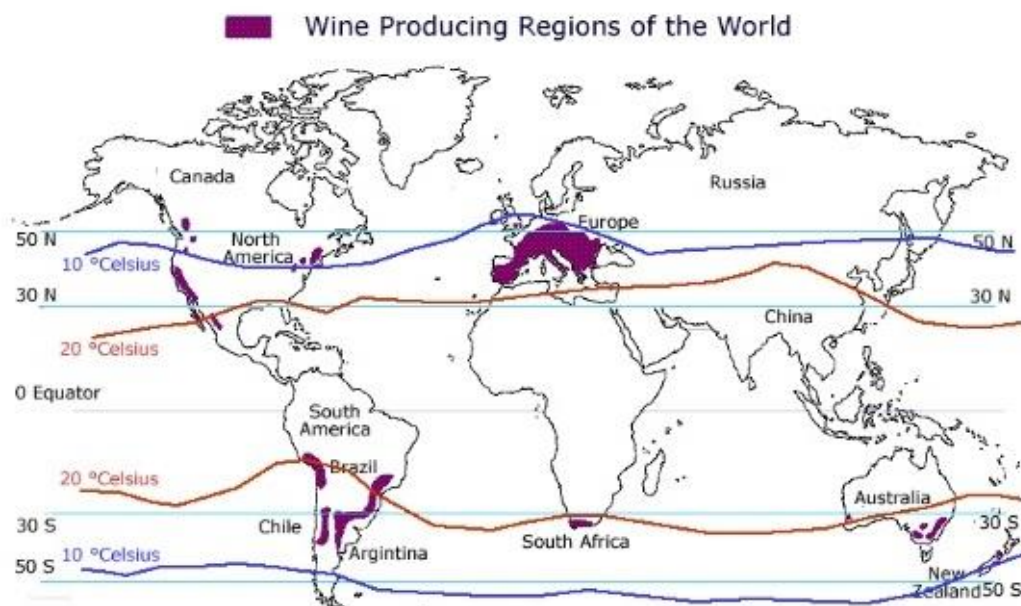 Wine Producing Regions of the World
Canada
Russia
Europe
50 N
North
America
50 N
10 °Celsius
30 N
30 N
China
20 °Celsius
0 Equator
South
America
20 °Celsius
Brazil
Australia
30 S
Chile
30 S
South Africa
10 °Celsius
Argintina
50 S
New
Zealand
50 S